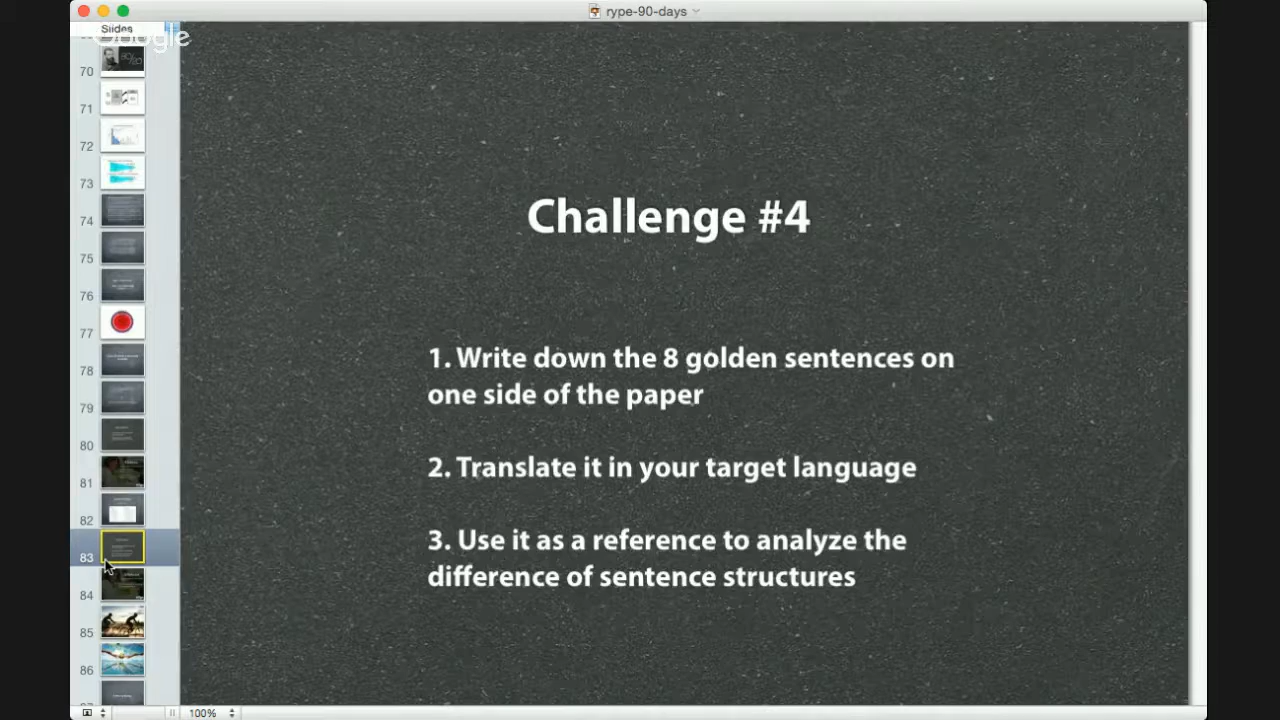 rype-90-days
Slides
Google
70
71
72
73
74
75
76
77
78
79
80
81
82
83
84
85
86
Challenge #4
1. Write down the 8 golden sentences on
one side of the paper
2. Translate it in your target language
3. Use it as a reference to analyze the
difference of sentence structures
100%